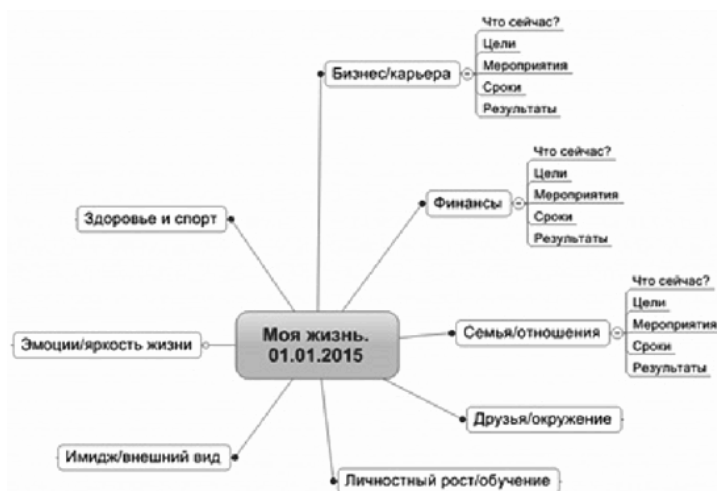 Что сейчас?
Цели
Бизнес/карьера
Мероприятия
Сроки
Результаты
Что сейчас?
Цели
Финансы
Мероприятия
Сроки
Результаты
Здоровье и спорт
Что сейчас?
Цели
Семья/отношения
Мероприятия
Сроки
Результаты
Моя жизнь.
01.01.2015
Эмоции/яркость жизни
Друзья/окружение
Имидж/внешний вид
Личностный рост/обучение